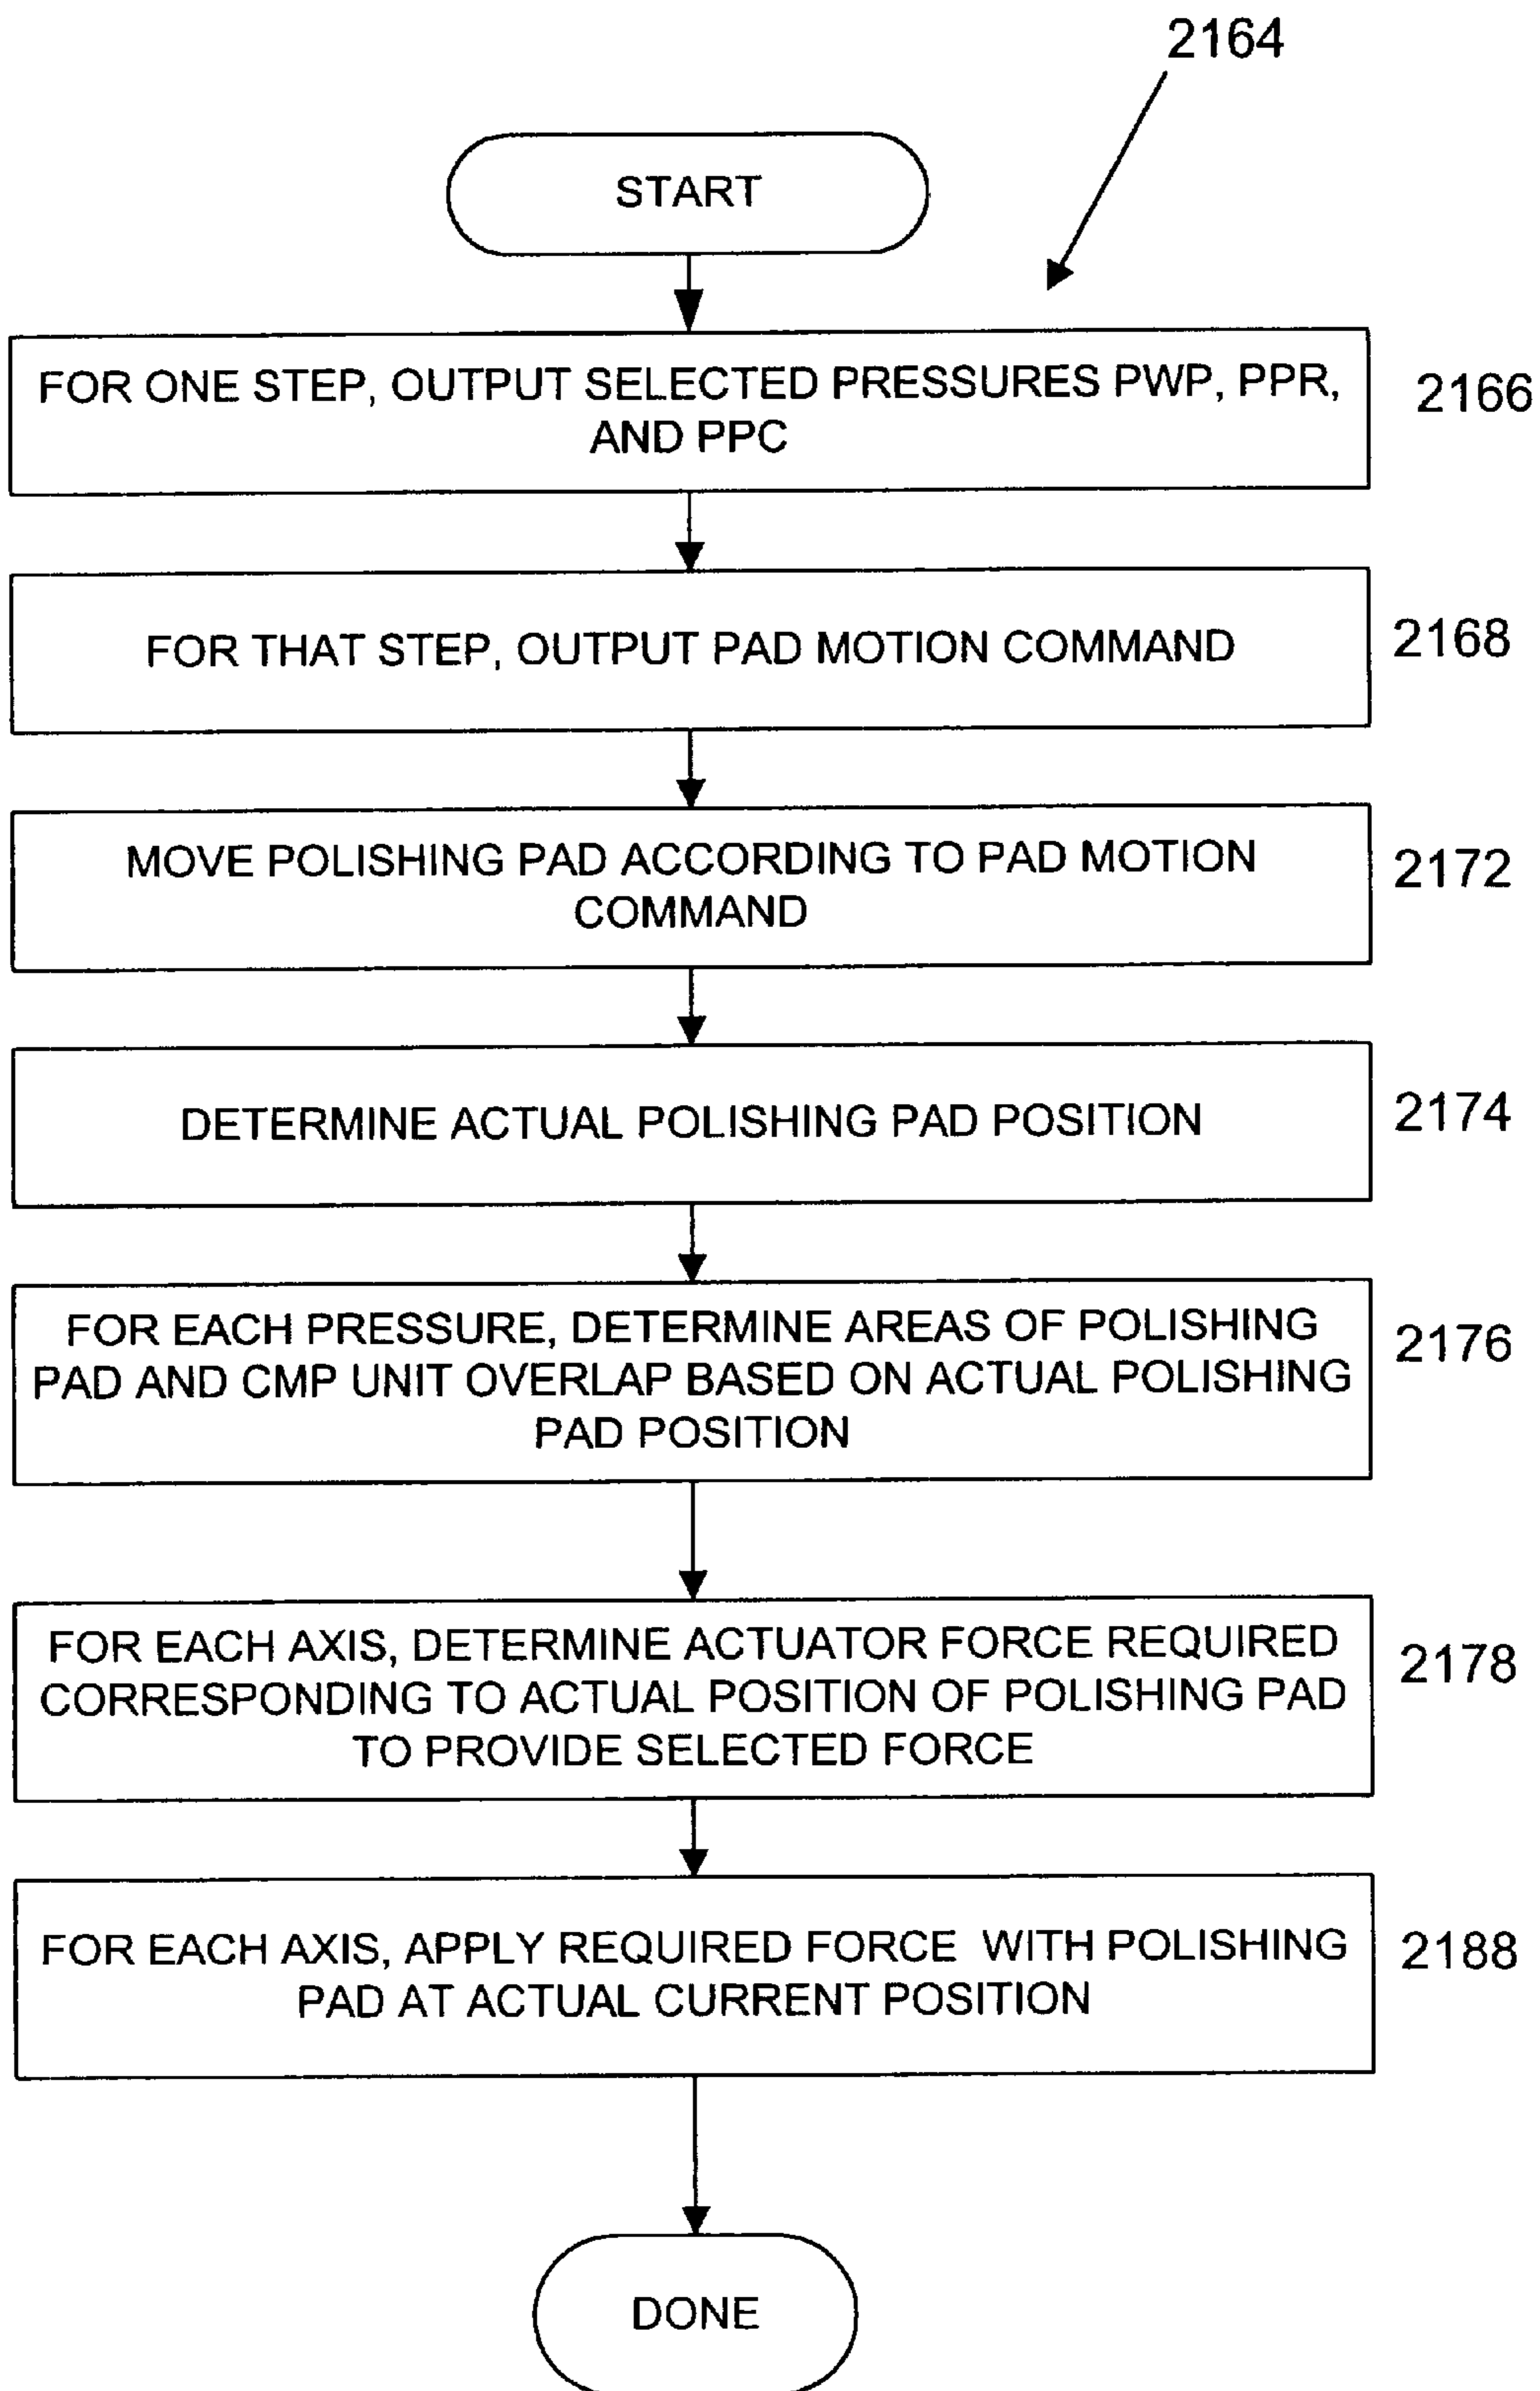 2164
START
FOR ONE STEP, OUTPUT SELECTED PRESSURES PWP, PPR,
AND PPC
2166
FOR THAT STEP, OUTPUT PAD MOTION COMMAND
2168
MOVE POLISHING PAD ACCORDING TO PAD MOTION
COMMAND
2172
DETERMINE ACTUAL POLISHING PAD POSITION
2174
FOR EACH PRESSURE, DETERMINE AREAS OF POLISHING
PAD AND CMP UNIT OVERLAP BASED ON ACTUAL POLISHING
PAD POSITION
2176
FOR EACH AXIS, DETERMINE ACTUATOR FORCE REQUIRED
CORRESPONDING TO ACTUAL POSITION OF POLISHING PAD
TO PROVIDE SELECTED FORCE
2178
FOR EACH AXIS, APPLY REQUIRED FORCE WITH POLISHING
PAD AT ACTUAL CURRENT POSITION
2188
DONE